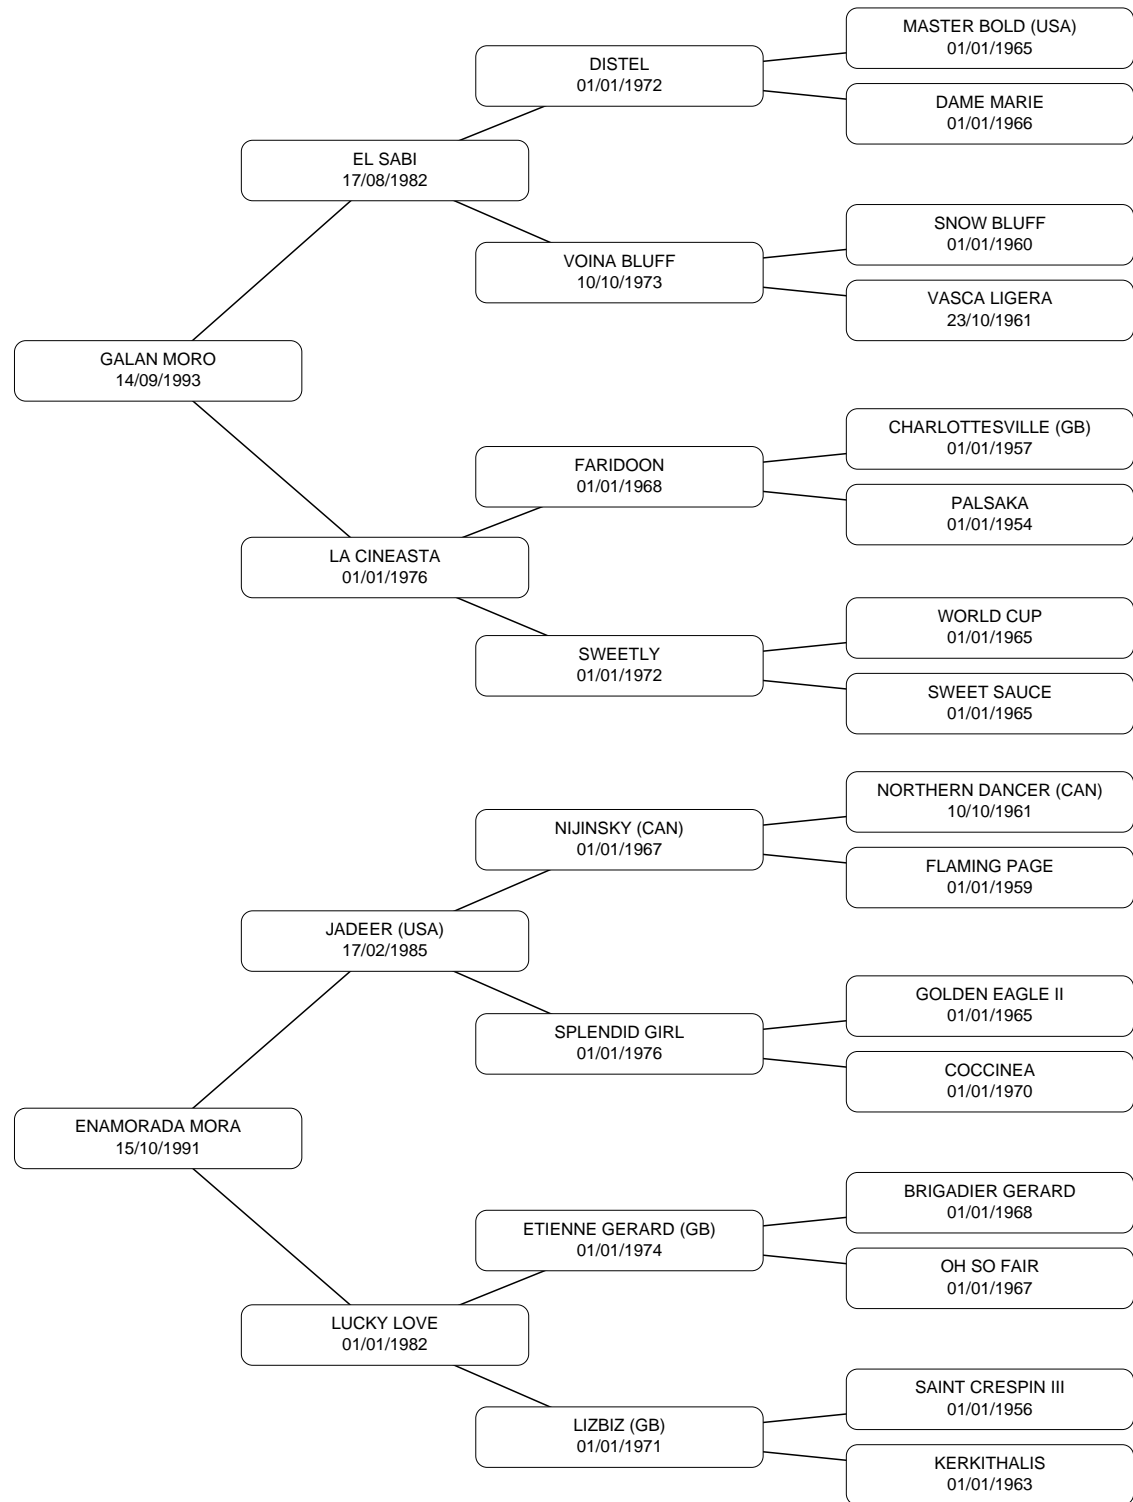 MASTER BOLD (USA)
01/01/1965
DISTEL
01/01/1972
DAME MARIE
01/01/1966
EL SABI
17/08/1982
SNOW BLUFF
01/01/1960
VOINA BLUFF
10/10/1973
VASCA LIGERA
23/10/1961
GALAN MORO
14/09/1993
CHARLOTTESVILLE (GB)
01/01/1957
FARIDOON
01/01/1968
PALSAKA
01/01/1954
LA CINEASTA
01/01/1976
WORLD CUP
01/01/1965
SWEETLY
01/01/1972
SWEET SAUCE
01/01/1965
NORTHERN DANCER (CAN)
10/10/1961
NIJINSKY (CAN)
01/01/1967
FLAMING PAGE
01/01/1959
JADEER (USA)
17/02/1985
GOLDEN EAGLE II
01/01/1965
SPLENDID GIRL
01/01/1976
COCCINEA
01/01/1970
ENAMORADA MORA
15/10/1991
BRIGADIER GERARD
01/01/1968
ETIENNE GERARD (GB)
01/01/1974
OH SO FAIR
01/01/1967
LUCKY LOVE
01/01/1982
SAINT CRESPIN III
01/01/1956
LIZBIZ (GB)
01/01/1971
KERKITHALIS
01/01/1963